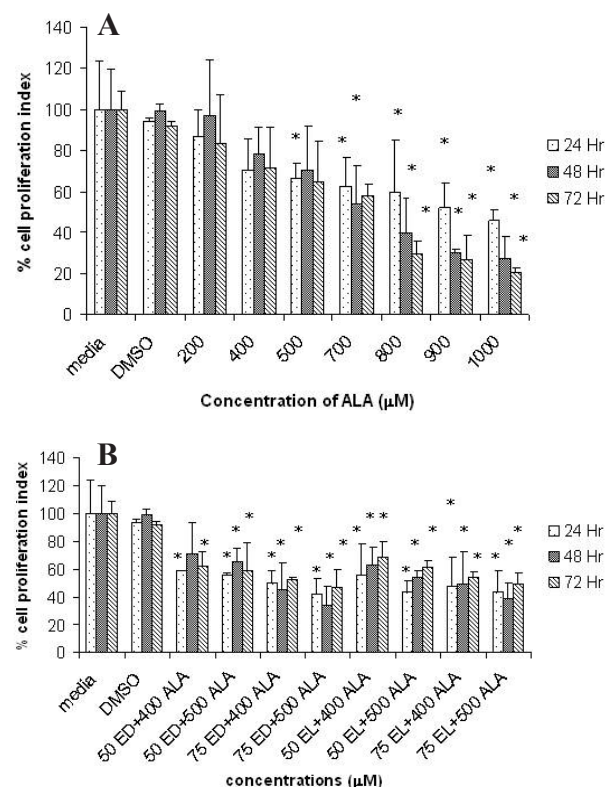 A
140
120
100
80
60
40
20
0
% cell proliferation index
* * * * * * * * * * * *
24 Hr
48 Hr
72 Hr
media
DMSO
200
400
500
700
800
900
1000
Concentration of ALA (µM)
B
140
120
100
80
60
40
20
0
% cell proliferation index
* * * * * * * * * * * * * * * * * * * * * * *
24 Hr
48 Hr
72 Hr
media
DMSO
50 ED+400 ALA
50 ED+500 ALA
75 ED+400 ALA
75 ED+500 ALA
50 EL+400 ALA
50 EL+500 ALA
75 EL+400 ALA
75 EL+500 ALA
concentrations (µM)